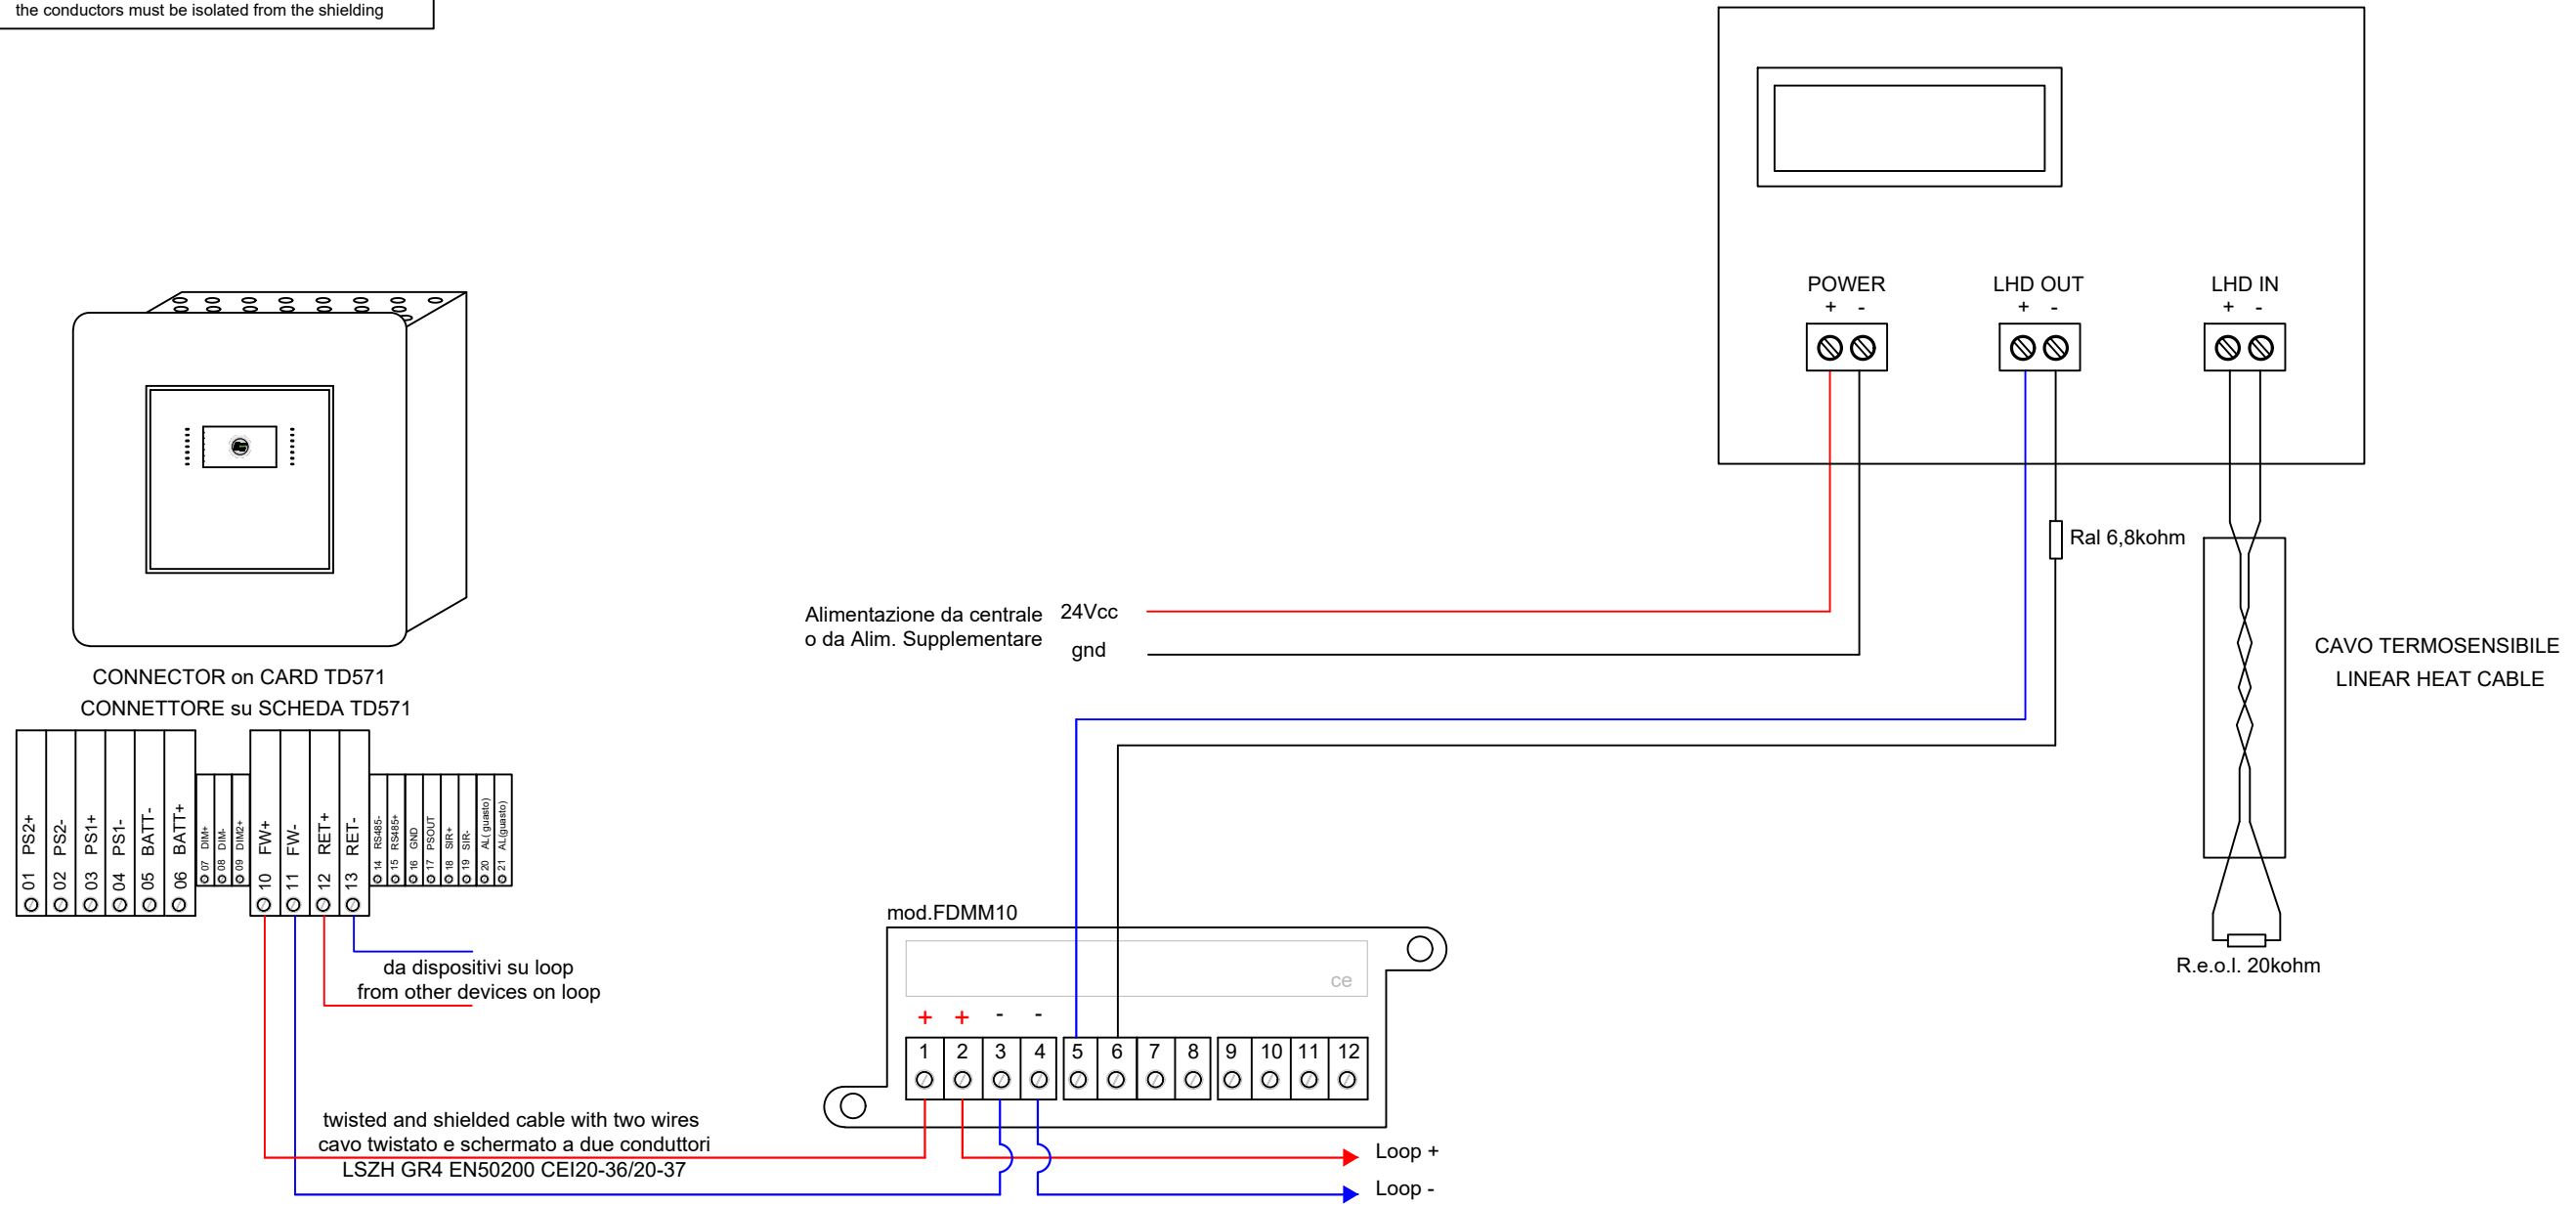 the conductors must be isolated from the shielding
POWER
+ -
LHD OUT
+ -
LHD IN
+ -
Ral 6,8kohm
Alimentazione da centrale
o da Alim. Supplementare
24Vcc
gnd
CAVO TERMOSENSIBILE
LINEAR HEAT CABLE
R.e.o.l. 20kohm
CONNECTOR on CARD TD571
CONNETTORE su SCHEDA TD571
01 PS2+
02 PS2-
03 PS1+
04 PS1-
05 BATT-
06 BATT+
07 DIM+
08 DIM-
09 DIM2+
10 FW+
11 FW-
12 RET+
13 RET-
14 RS485-
15 RS485+
16 GND
17 PSOUT
18 SIR+
19 SIR-
20 AL( guasto)
21 AL(guasto)
da dispositivi su loop
from other devices on loop
mod.FDMM10
ce
+ + - -
1 2 3 4 5 6 7 8 9 10 11 12
twisted and shielded cable with two wires
cavo twistato e schermato a due conduttori
LSZH GR4 EN50200 CEI20-36/20-37
Loop +
Loop -